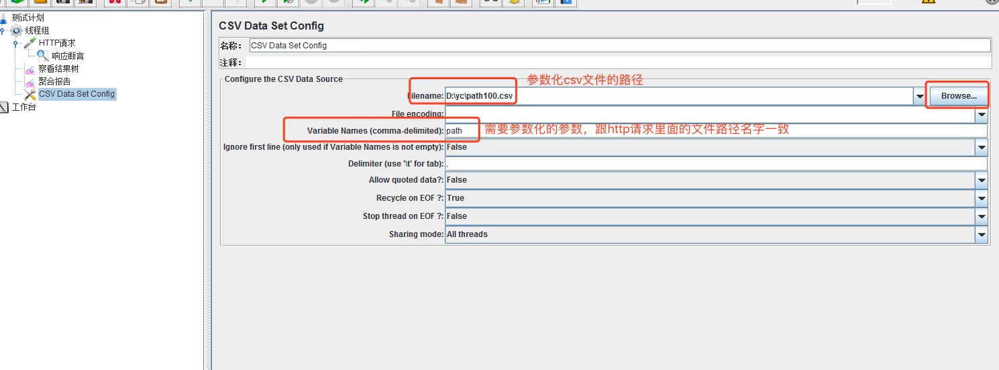 测试计划
线程组
HTTP请求
响应断言
察看结果树
聚合报告
CSV Data Set Config
工作台
CSV Data Set Config
名称： CSV Data Set Config
注释：
Configure the CSV Data Source
参数化csv文件的路径
Filename: D:\yc\path100.csv Browse...
File encoding:
Variable Names (comma-delimited): path 需要参数化的参数，跟http请求里面的文件路径名字一致
Ignore first line (only used if Variable Names is not empty): False
Delimiter (use '\t' for tab): ,
Allow quoted data?: False
Recycle on EOF ?: True
Stop thread on EOF ?: False
Sharing mode: All threads